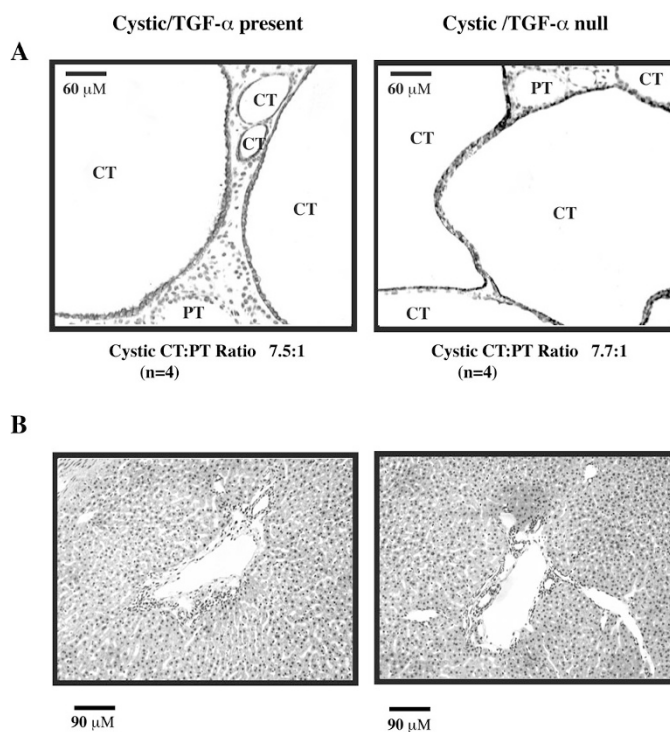 Cystic/TGF-α present
Cystic /TGF-α null
A
60 μM
CT
CT
CT
CT
PT
60 μM
PT
CT
CT
CT
CT
Cystic CT:PT Ratio 7.5:1
(n=4)
Cystic CT:PT Ratio 7.7:1
(n=4)
B
90 μM
90 μM